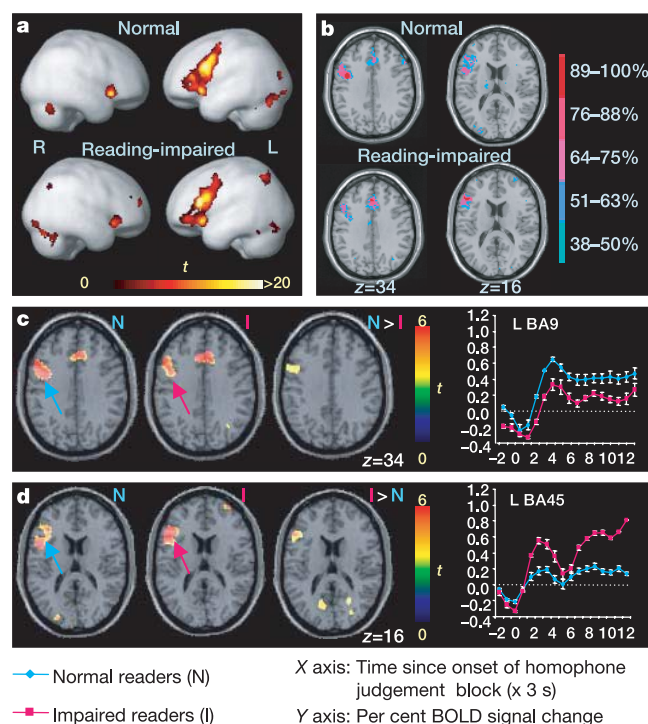 a
Normal
R
Reading-impaired
L
0
t
>20
b
Normal
Reading-impaired
z=34
z=16
89–100%
76–88%
64–75%
51–63%
38–50%
c
N
I
N > I
z=34
6
t
0
L BA9
1.2
1.0
0.8
0.6
0.4
0.2
0.0
−0.2
−0.4
−2 0 2 4 6 8 10 12
d
N
I
I > N
z=16
6
t
0
L BA45
1.2
1.0
0.8
0.6
0.4
0.2
0.0
−0.2
−0.4
−2 0 2 4 6 8 10 12
Normal readers (N)
Impaired readers (I)
X axis: Time since onset of homophone
judgement block (x 3 s)
Y axis: Per cent BOLD signal change